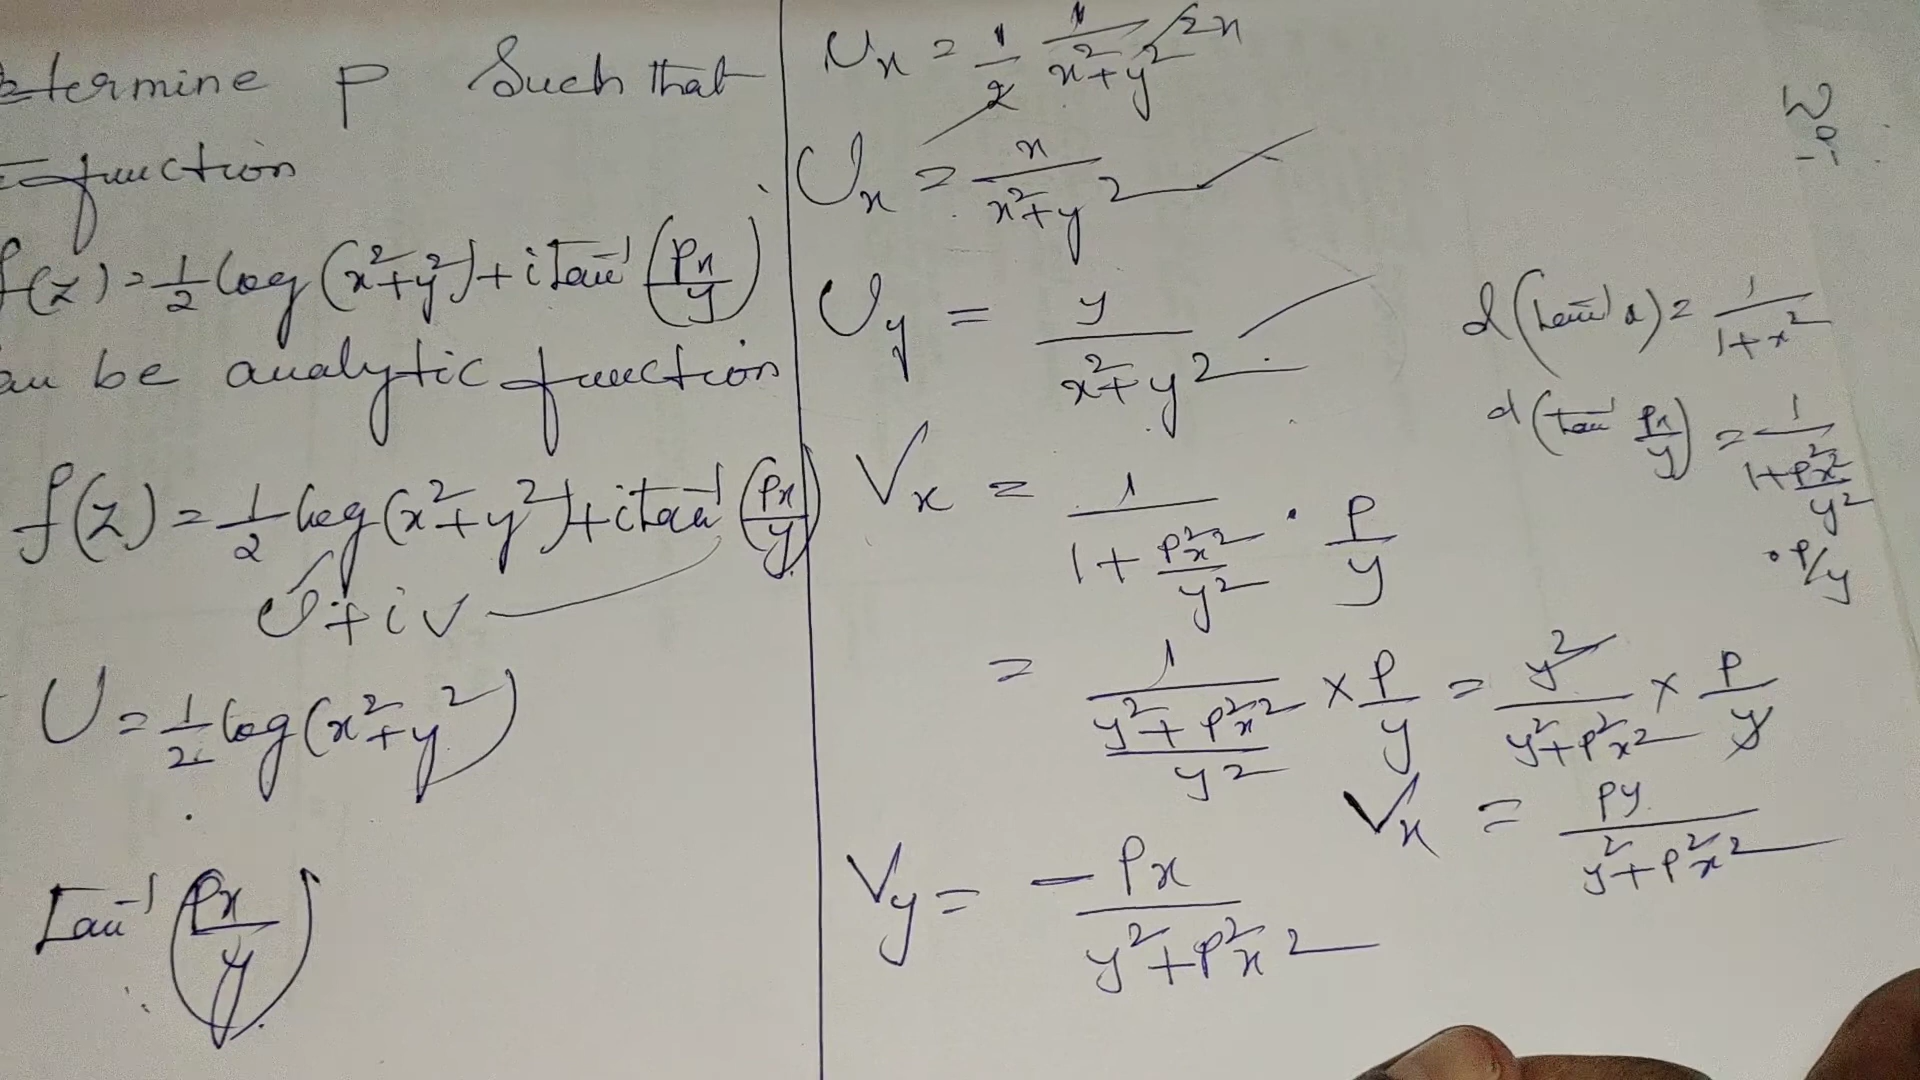 etermine P Such that
function
f(z) = 1/2 log (x²+y²) + i Tan⁻¹ (Px/y)
an be analytic function
f(z) = 1/2 log (x²+y²) + i tan⁻¹ (Px/y)
U + i V
U = 1/2 log (x²+y²)
Tan⁻¹ (Px/y)
Ux = 1/2 1/(x²+y²) 2x
Ux = x/(x²+y²)
Uy = y/(x²+y²)
Vx = 1/(1+P²x²/y²) · P/y
= 1/((y²+P²x²)/y²) × P/y = y²/(y²+P²x²) × P/y
Vx = Py/(y²+P²x²)
Vy = -Px/(y²+P²x²)
d (tan⁻¹ x) = 1/(1+x²)
d (tan⁻¹ Px/y) = 1/(1+P²x²/y²)
· P/y